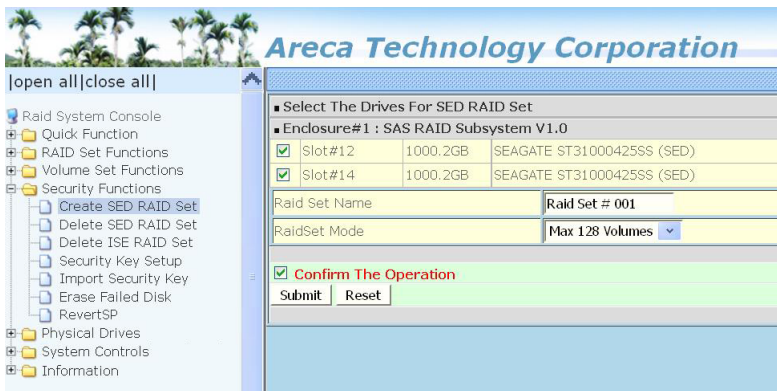 Areca Technology Corporation
|open all|close all|
Raid System Console
Quick Function
RAID Set Functions
Volume Set Functions
Security Functions
Create SED RAID Set
Delete SED RAID Set
Delete ISE RAID Set
Security Key Setup
Import Security Key
Erase Failed Disk
RevertSP
Physical Drives
System Controls
Information
Select The Drives For SED RAID Set
Enclosure#1 : SAS RAID Subsystem V1.0
Slot#12 1000.2GB SEAGATE ST31000425SS (SED)
Slot#14 1000.2GB SEAGATE ST31000425SS (SED)
Raid Set Name Raid Set # 001
RaidSet Mode Max 128 Volumes
Confirm The Operation
Submit Reset